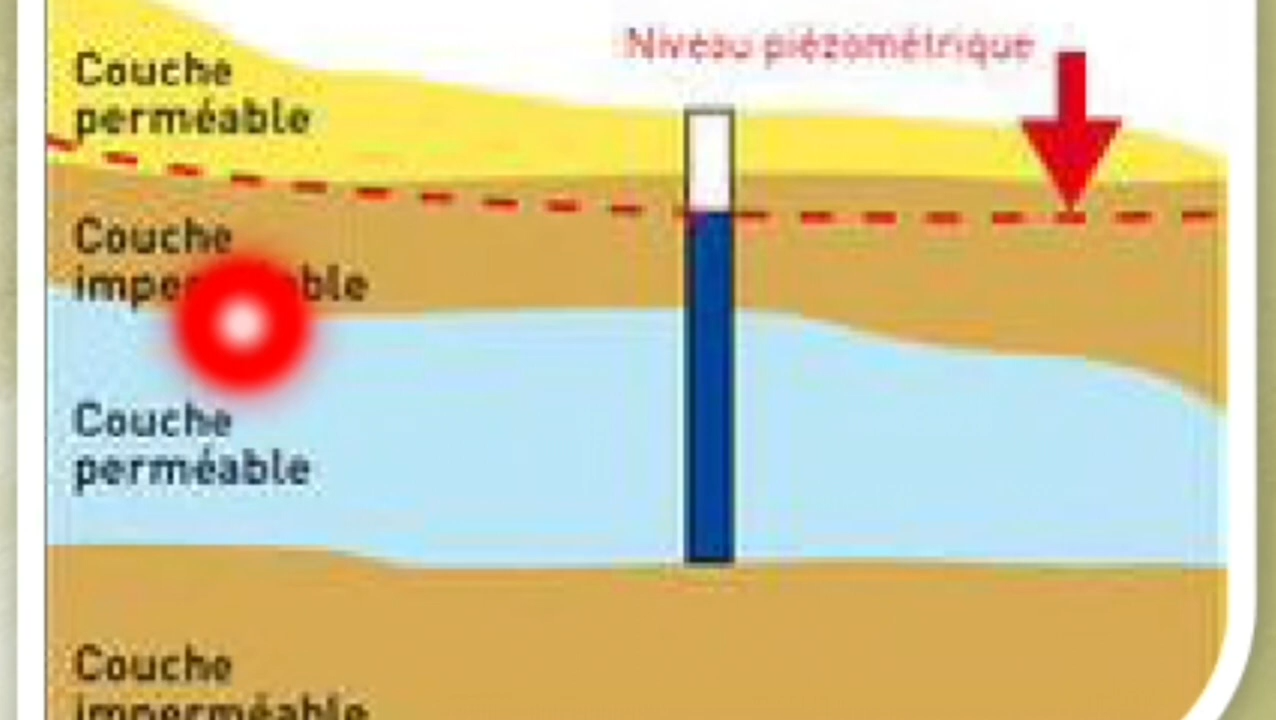 Niveau piézométrique
Couche
perméable
Couche
Couche
perméable
Couche
imperméable